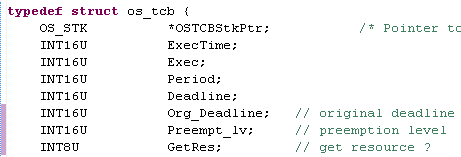 typedef struct os_tcb {
OS_STK *OSTCBStkPtr; /* Pointer to
INT16U ExecTime;
INT16U Exec;
INT16U Period;
INT16U Deadline;
INT16U Org_Deadline; // original deadline
INT16U Preempt_lv; // preemption level
INT8U GetRes; // get resource ?